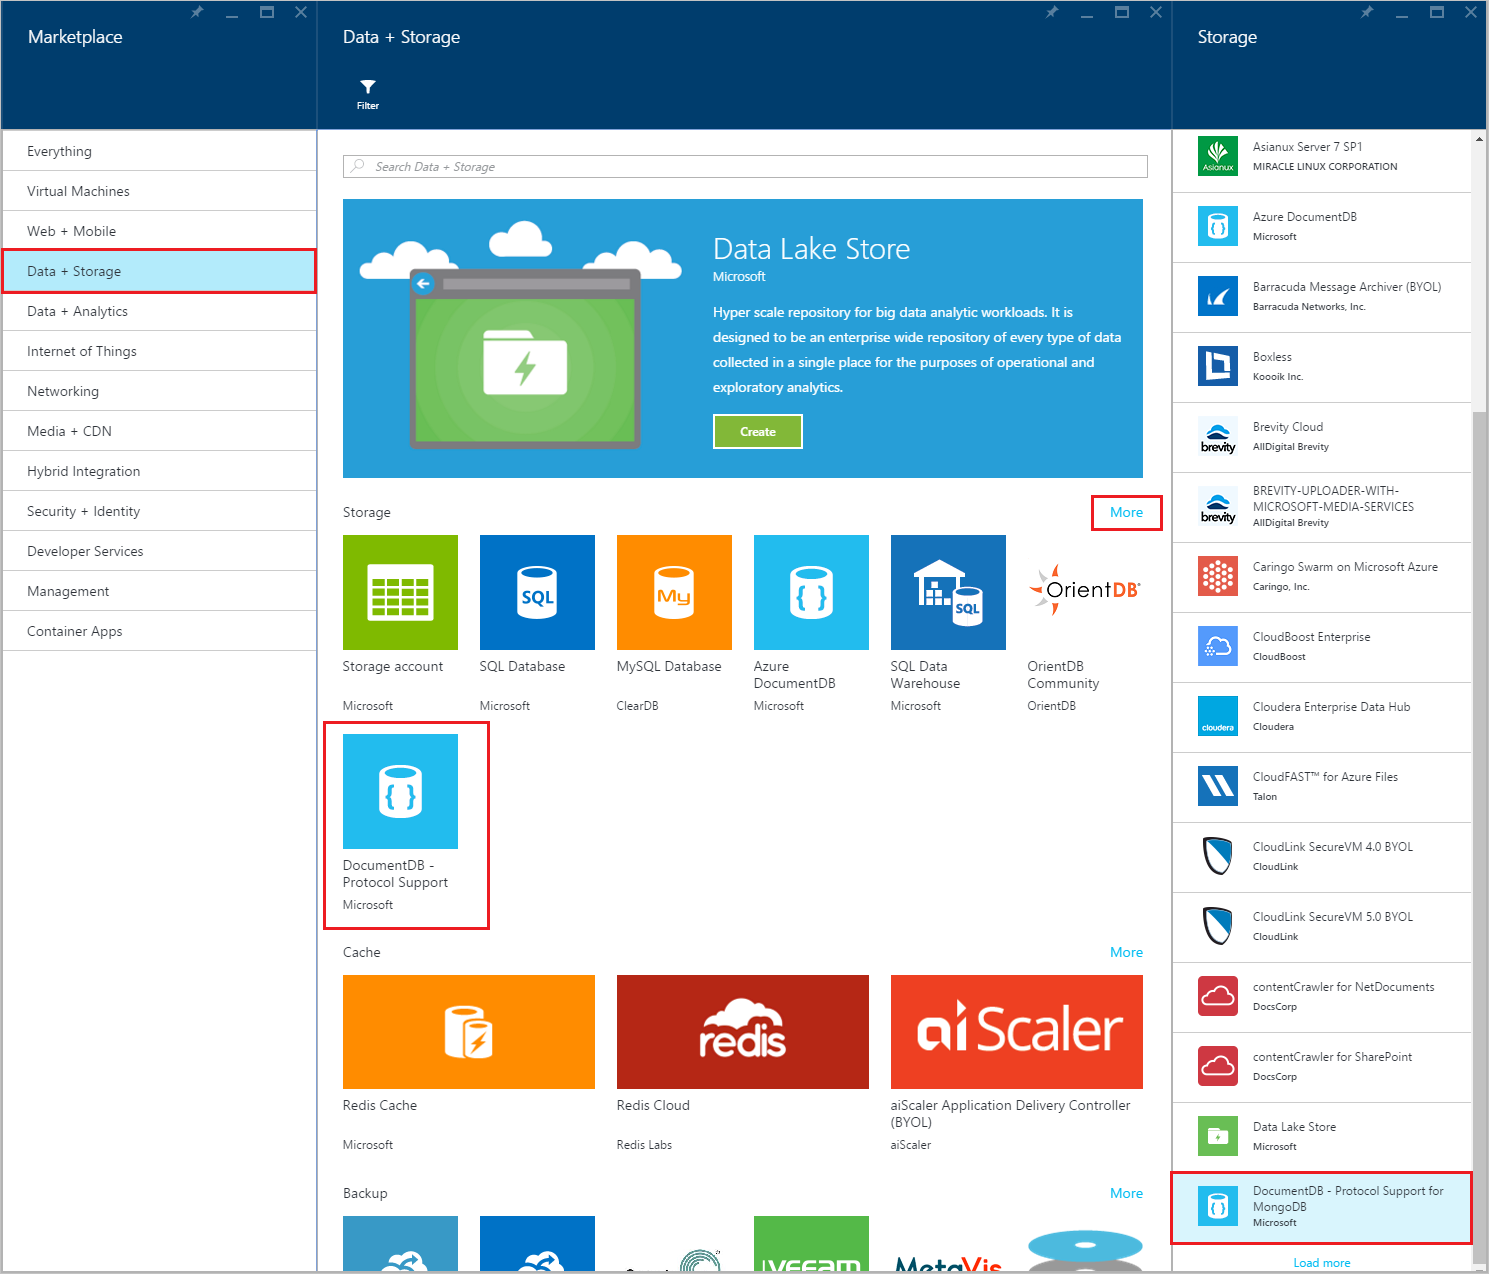 Marketplace
Everything
Virtual Machines
Web + Mobile
Data + Storage
Data + Analytics
Internet of Things
Networking
Media + CDN
Hybrid Integration
Security + Identity
Developer Services
Management
Container Apps
Data + Storage
Filter
Search Data + Storage
Data Lake Store
Microsoft
Hyper scale repository for big data analytic workloads. It is
designed to be an enterprise wide repository of every type of data
collected in a single place for the purposes of operational and
exploratory analytics.
Create
Storage
More
SQL
My
{ }
SQL
OrientDB®
Storage account
Microsoft
SQL Database
Microsoft
MySQL Database
ClearDB
Azure
DocumentDB
Microsoft
SQL Data
Warehouse
Microsoft
OrientDB
Community
OrientDB
{ }
DocumentDB -
Protocol Support
Microsoft
Cache
More
redis
aiScaler
Redis Cache
Microsoft
Redis Cloud
Redis Labs
aiScaler Application Delivery Controller
(BYOL)
aiScaler
Backup
More
veeam
MetaVis
Storage
Asianux
Asianux Server 7 SP1
MIRACLE LINUX CORPORATION
{ }
Azure DocumentDB
Microsoft
Barracuda Message Archiver (BYOL)
Barracuda Networks, Inc.
Boxless
Koooik Inc.
brevity
Brevity Cloud
AllDigital Brevity
brevity
BREVITY-UPLOADER-WITH-
MICROSOFT-MEDIA-SERVICES
AllDigital Brevity
Caringo Swarm on Microsoft Azure
Caringo, Inc.
CloudBoost Enterprise
CloudBoost
cloudera
Cloudera Enterprise Data Hub
Cloudera
CloudFAST™ for Azure Files
Talon
CloudLink SecureVM 4.0 BYOL
CloudLink
CloudLink SecureVM 5.0 BYOL
CloudLink
contentCrawler for NetDocuments
DocsCorp
contentCrawler for SharePoint
DocsCorp
Data Lake Store
Microsoft
{ }
DocumentDB - Protocol Support for
MongoDB
Microsoft
Load more